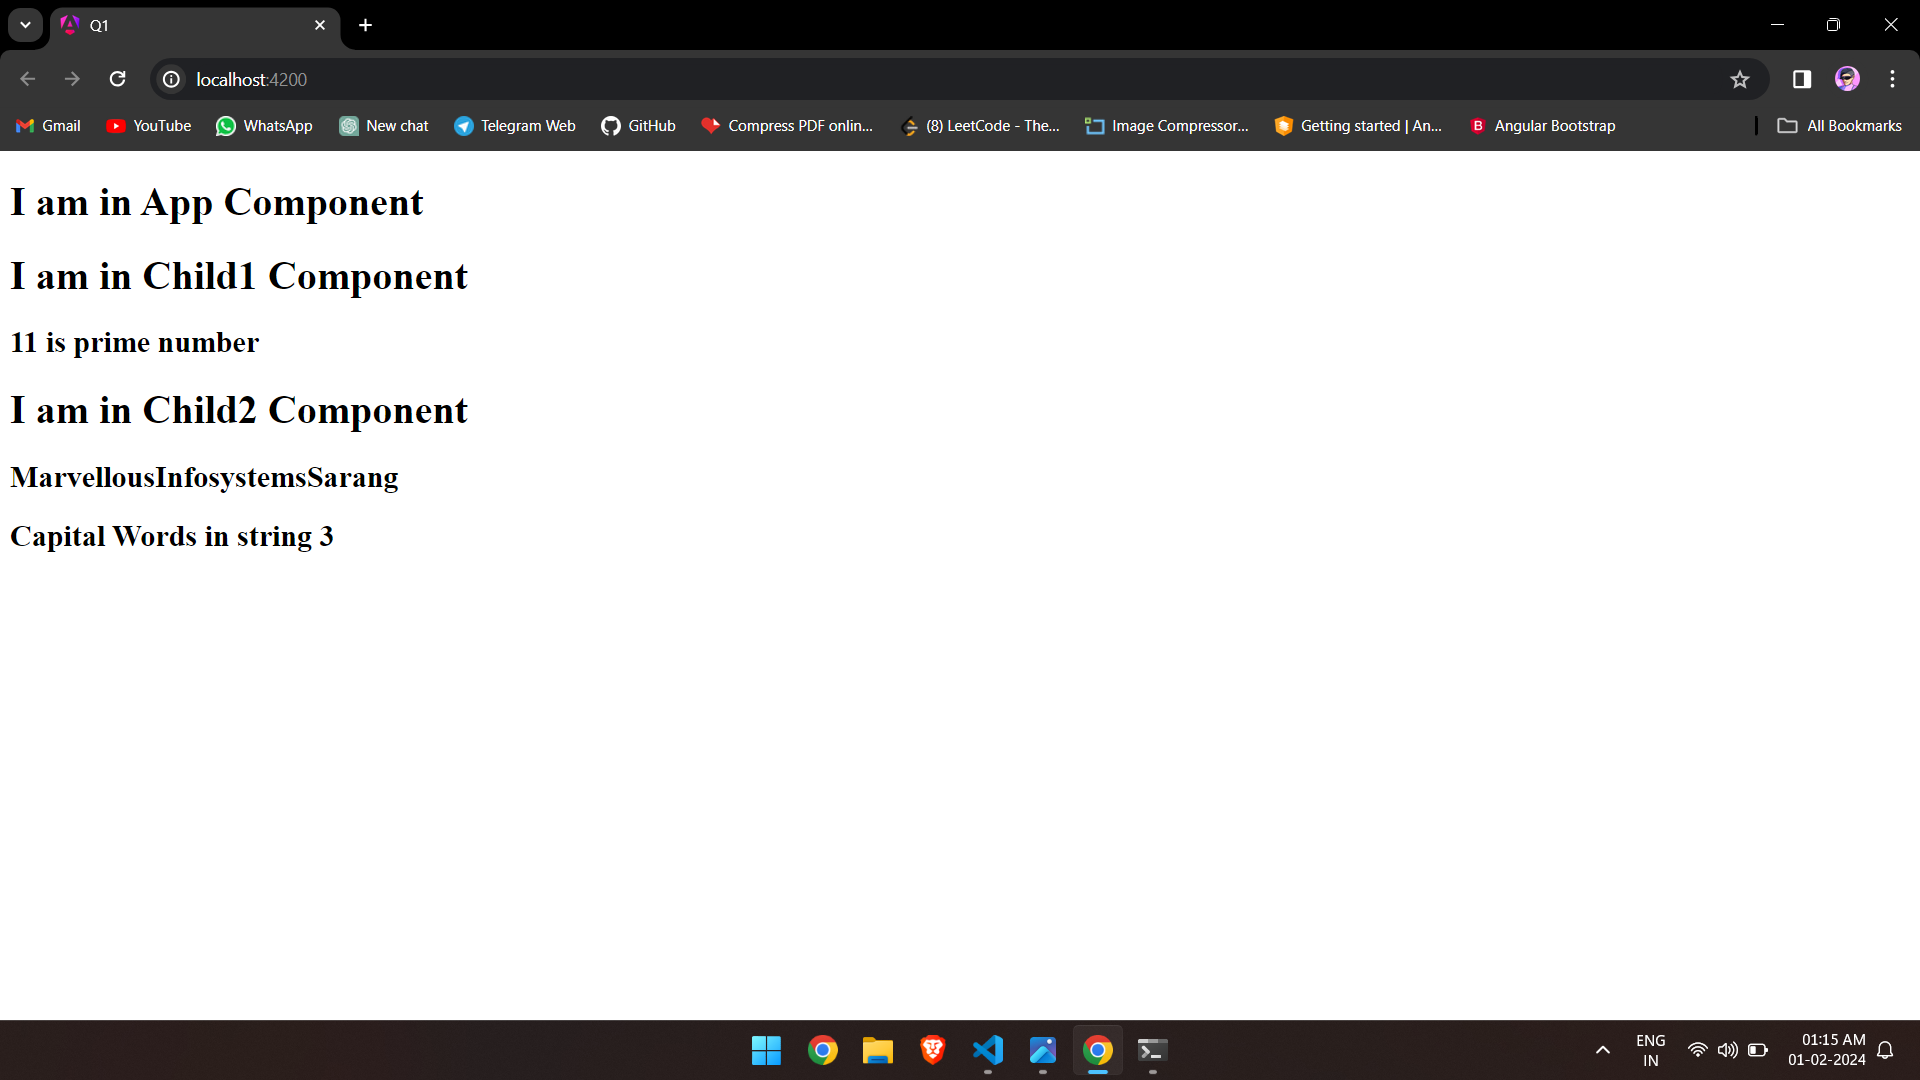 Q1
localhost:4200
Gmail YouTube WhatsApp New chat Telegram Web GitHub Compress PDF onlin... (8) LeetCode - The... Image Compressor... Getting started | An... Angular Bootstrap All Bookmarks
I am in App Component
I am in Child1 Component
11 is prime number
I am in Child2 Component
MarvellousInfosystemsSarang
Capital Words in string 3
ENG 01:15 AM
IN 01-02-2024